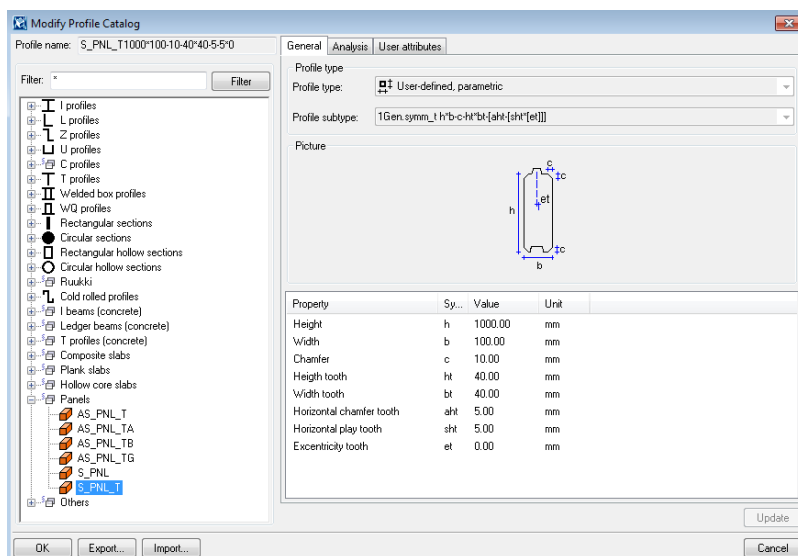 Modify Profile Catalog
Profile name: S_PNL_T1000*100-10-40*40-5-5*0
Filter: * Filter
I profiles
L profiles
Z profiles
U profiles
C profiles
T profiles
Welded box profiles
WQ profiles
Rectangular sections
Circular sections
Rectangular hollow sections
Circular hollow sections
Ruukki
Cold rolled profiles
I beams (concrete)
Ledger beams (concrete)
T profiles (concrete)
Composite slabs
Plank slabs
Hollow core slabs
Panels
AS_PNL_T
AS_PNL_TA
AS_PNL_TB
AS_PNL_TG
S_PNL
S_PNL_T
Others
General Analysis User attributes
Profile type
Profile type: User-defined, parametric
Profile subtype: 1Gen.symm_t h*b-c-ht*bt-[aht-[sht*[et]]]
Picture
c
c
et
h
c
b
Property Sy... Value Unit
Height h 1000.00 mm
Width b 100.00 mm
Chamfer c 10.00 mm
Heigth tooth ht 40.00 mm
Width tooth bt 40.00 mm
Horizontal chamfer tooth aht 5.00 mm
Horizontal play tooth sht 5.00 mm
Excentricity tooth et 0.00 mm
Update
OK Export... Import... Cancel